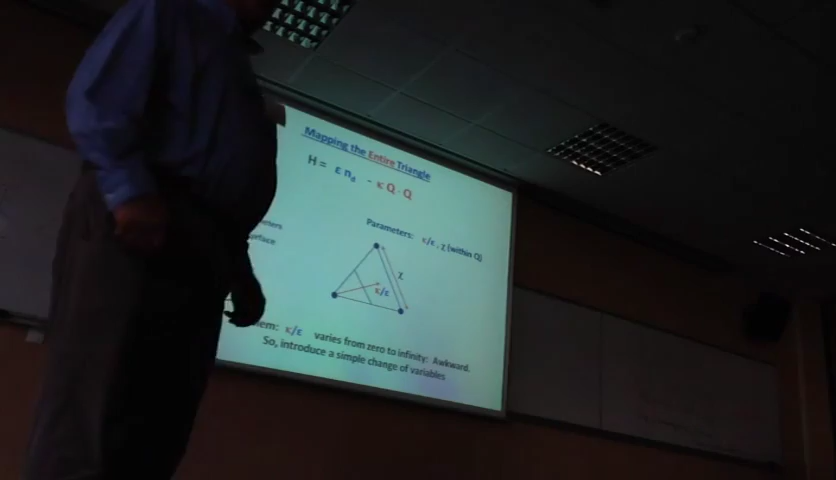 Mapping the Entire Triangle
H = ε n_d - κ Q · Q
Parameters: κ/ε, χ (within Q)
χ
κ/ε
κ/ε varies from zero to infinity: Awkward.
So, introduce a simple change of variables